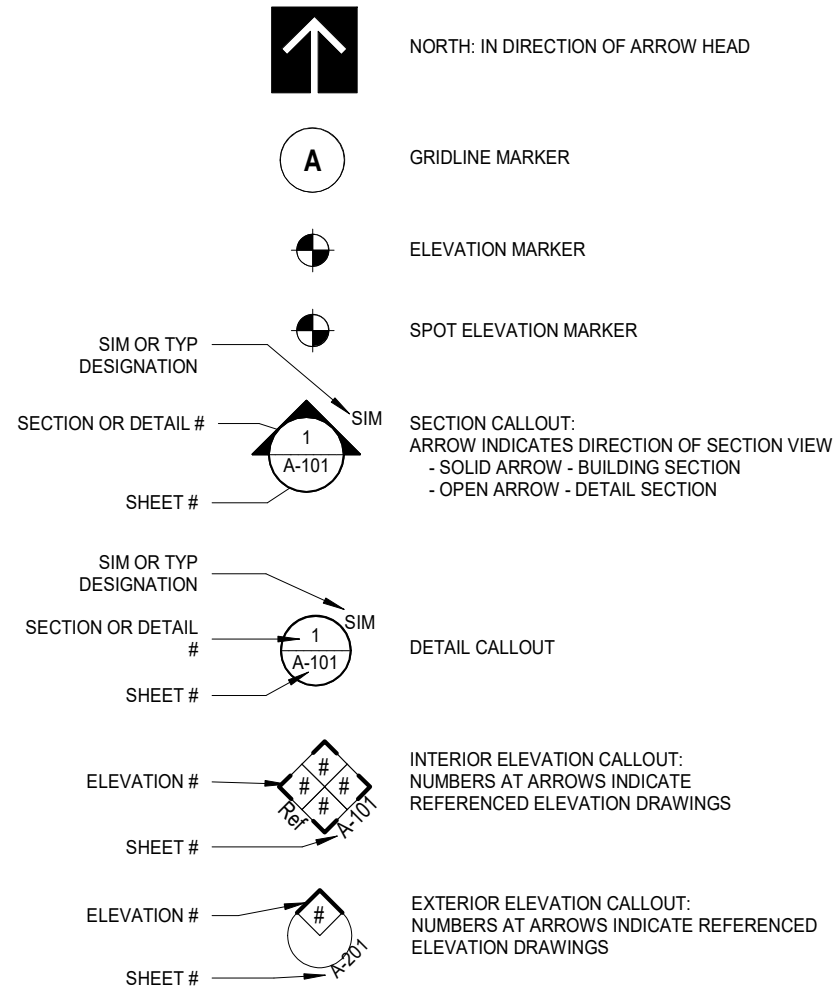 NORTH: IN DIRECTION OF ARROW HEAD
A
GRIDLINE MARKER
ELEVATION MARKER
SPOT ELEVATION MARKER
SIM OR TYP
DESIGNATION
SECTION OR DETAIL #
SHEET #
1
A-101
SIM
SECTION CALLOUT:
ARROW INDICATES DIRECTION OF SECTION VIEW
- SOLID ARROW - BUILDING SECTION
- OPEN ARROW - DETAIL SECTION
SIM OR TYP
DESIGNATION
SECTION OR DETAIL
#
SHEET #
1
A-101
SIM
DETAIL CALLOUT
ELEVATION #
SHEET #
#
# #
#
Ref
A-101
INTERIOR ELEVATION CALLOUT:
NUMBERS AT ARROWS INDICATE
REFERENCED ELEVATION DRAWINGS
ELEVATION #
SHEET #
#
A-201
EXTERIOR ELEVATION CALLOUT:
NUMBERS AT ARROWS INDICATE REFERENCED
ELEVATION DRAWINGS